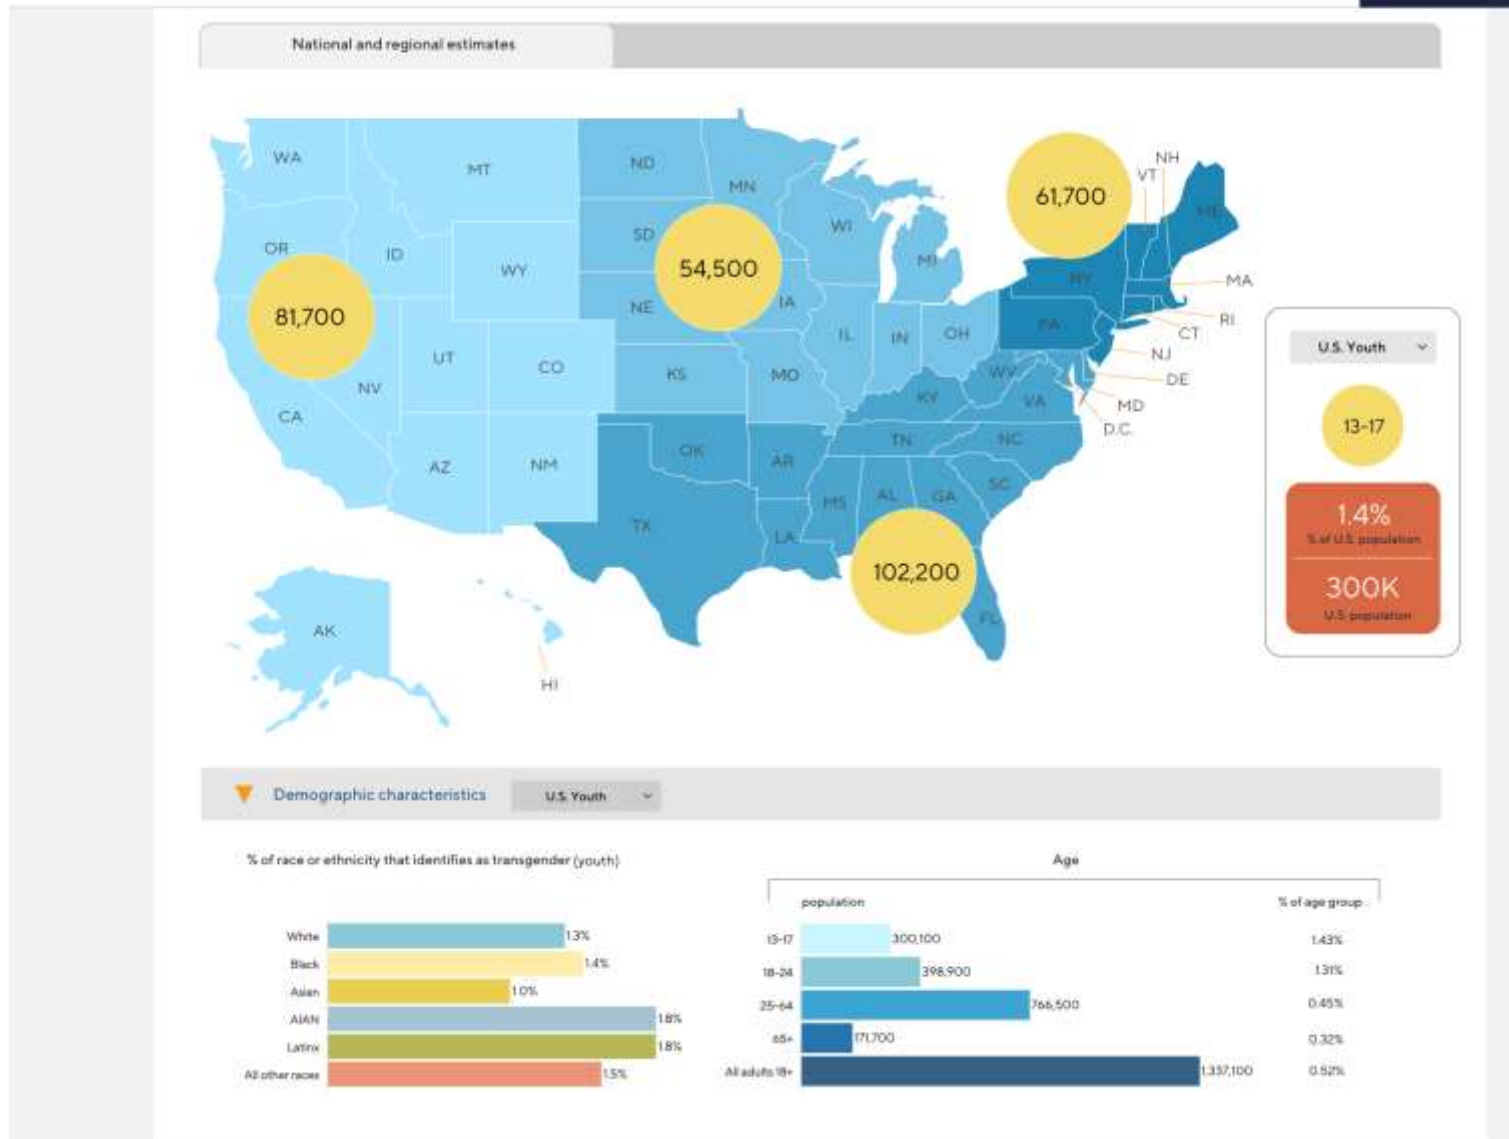 National and regional estimates
WA
MT
ND
MN
OR
ID
WY
SD
WI
MI
NH
VT
ME
61,700
54,500
81,700
NE
IA
NY
MA
RI
CT
NJ
DE
MD
D.C.
PA
UT
CO
NV
CA
KS
MO
IL
IN
OH
WV
VA
KY
AZ
NM
OK
AR
TN
NC
SC
MS
AL
GA
TX
LA
102,200
FL
AK
HI
U.S. Youth
13-17
1.4%
% of U.S. population
300K
U.S. population
Demographic characteristics
U.S. Youth
% of race or ethnicity that identifies as transgender (youth)
White 1.3%
Black 1.4%
Asian 1.0%
AIAN 1.8%
Latinx 1.8%
All other races 1.5%
Age
population % of age group
13-17 300,100 1.43%
18-24 398,900 1.31%
25-64 766,500 0.45%
65+ 171,700 0.32%
All adults 18+ 1,337,100 0.52%